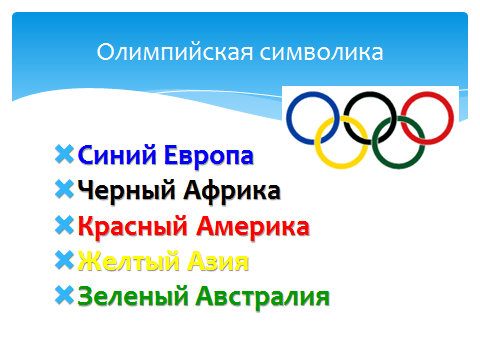 Олимпийская символика
Синий Европа
Черный Африка
Красный Америка
Желтый Азия
Зеленый Австралия